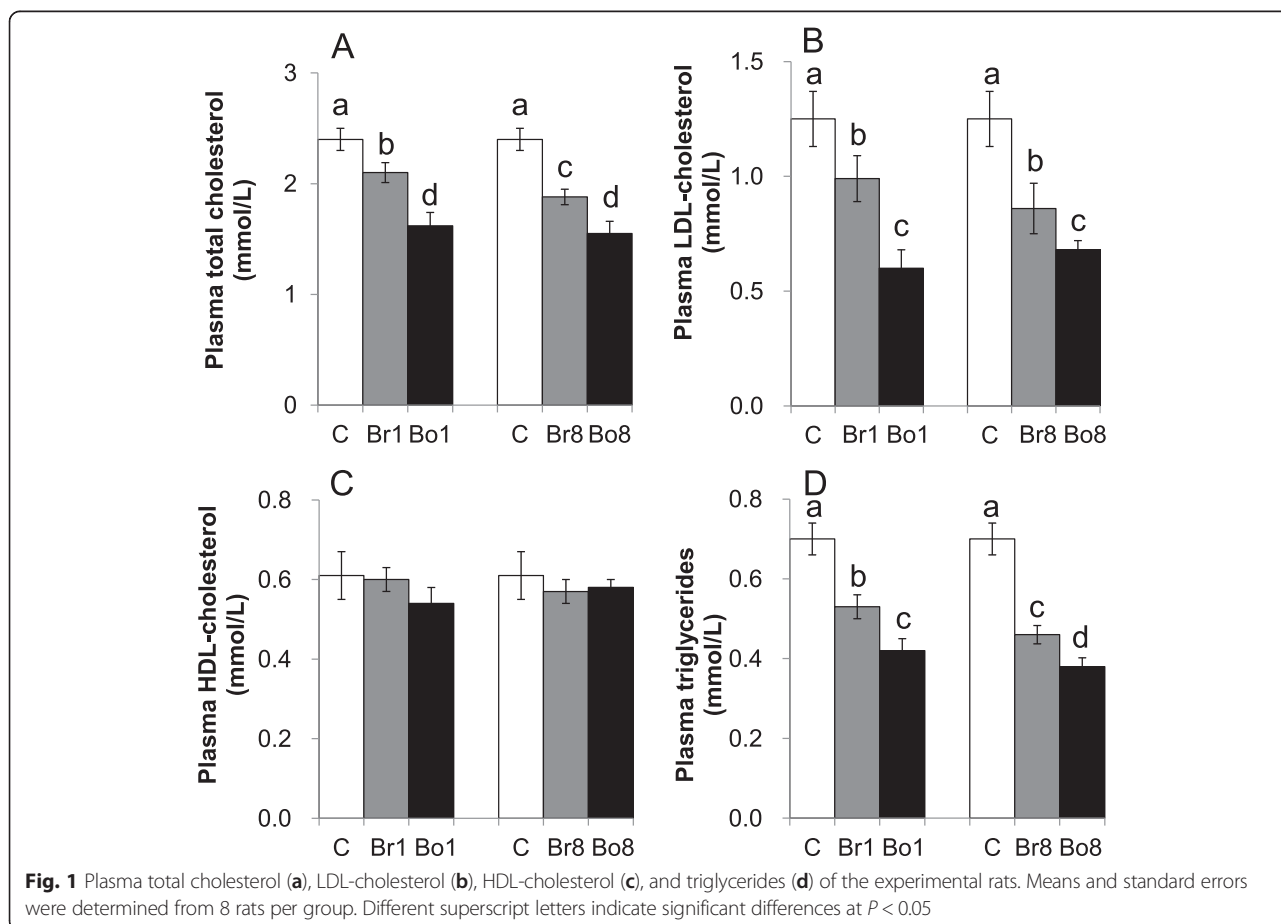 A
Plasma total cholesterol
(mmol/L)
3
2
1
0
a
b
d
a
c
d
C Br1 Bo1 C Br8 Bo8
B
Plasma LDL-cholesterol
(mmol/L)
1.5
1.0
0.5
0.0
a
b
c
a
b
c
C Br1 Bo1 C Br8 Bo8
C
Plasma HDL-cholesterol
(mmol/L)
0.8
0.6
0.4
0.2
0.0
C Br1 Bo1 C Br8 Bo8
D
Plasma triglycerides
(mmol/L)
0.8
0.6
0.4
0.2
0.0
a
b
c
a
c
d
C Br1 Bo1 C Br8 Bo8
Fig. 1 Plasma total cholesterol (a), LDL-cholesterol (b), HDL-cholesterol (c), and triglycerides (d) of the experimental rats. Means and standard errors
were determined from 8 rats per group. Different superscript letters indicate significant differences at P < 0.05